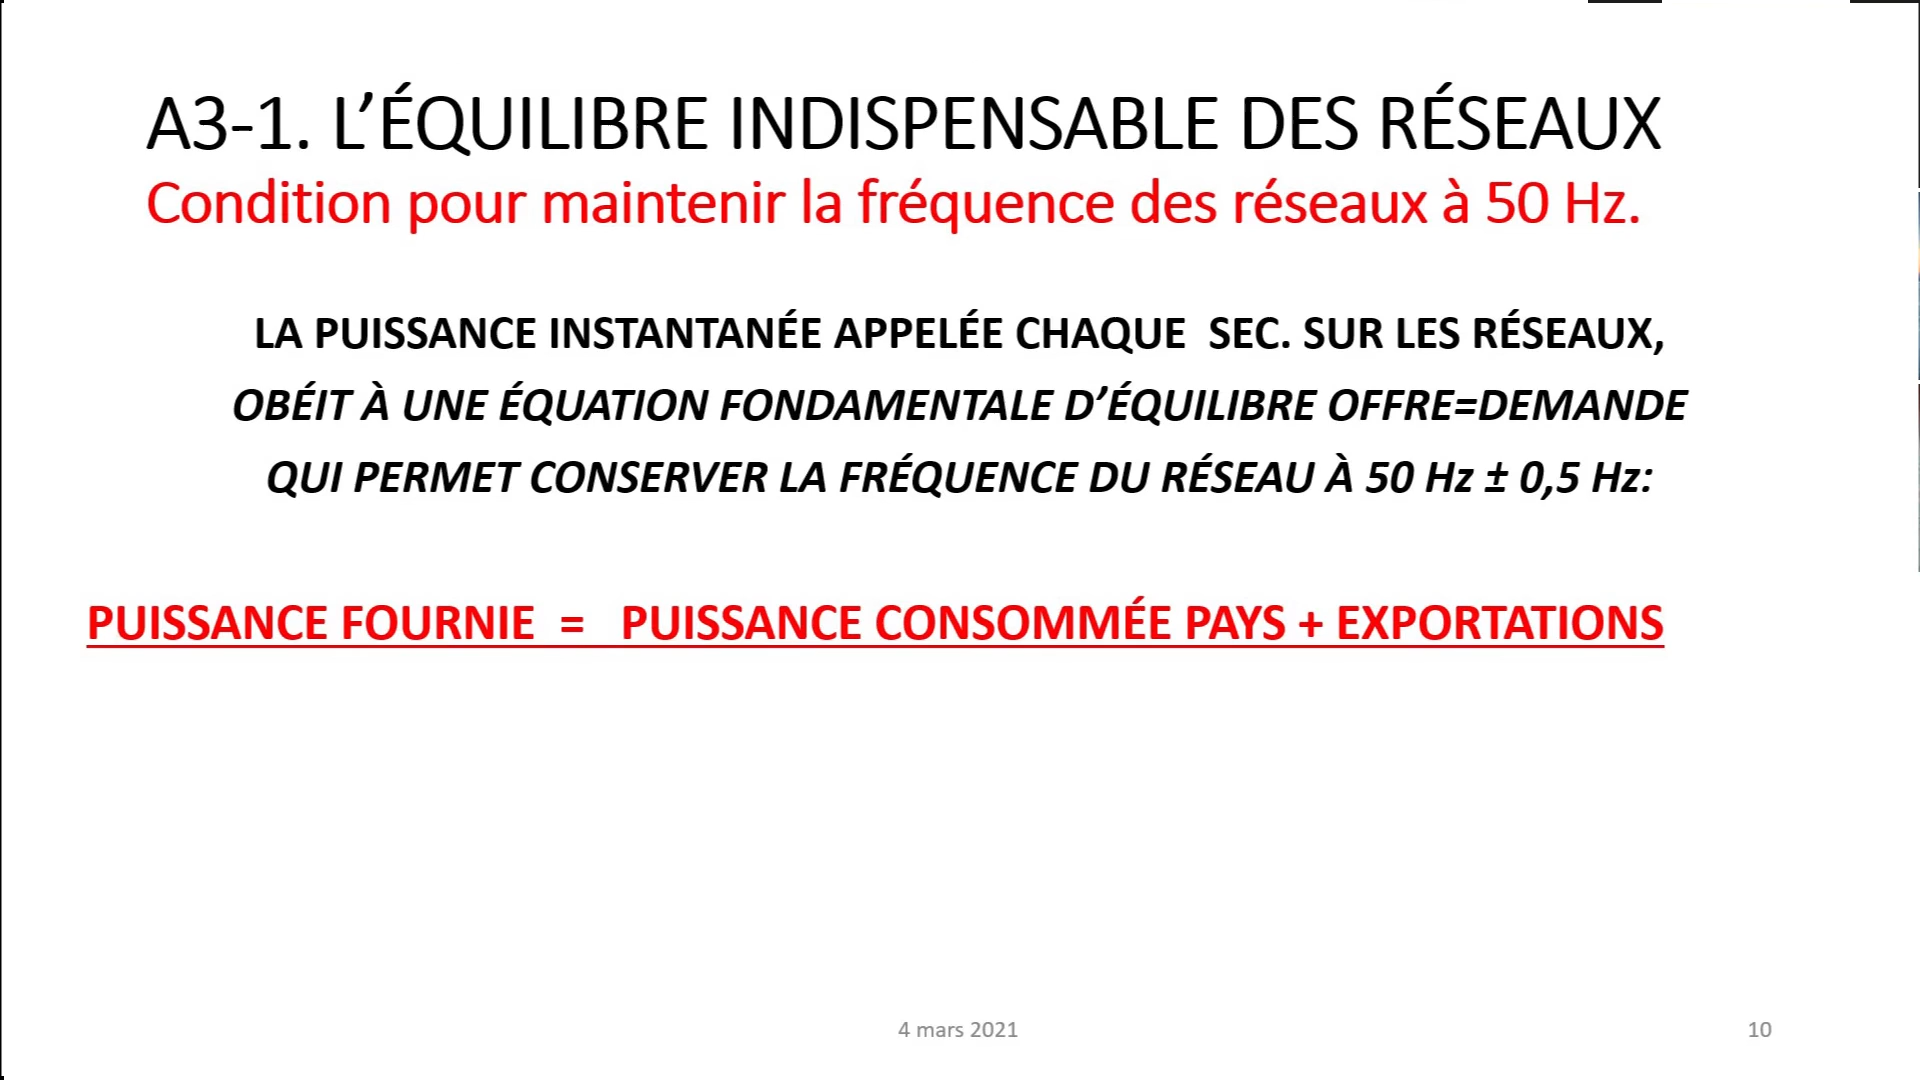 A3-1. L’ÉQUILIBRE INDISPENSABLE DES RÉSEAUX
Condition pour maintenir la fréquence des réseaux à 50 Hz.
LA PUISSANCE INSTANTANÉE APPELÉE CHAQUE  SEC. SUR LES RÉSEAUX,
OBÉIT À UNE ÉQUATION FONDAMENTALE D’ÉQUILIBRE OFFRE=DEMANDE
QUI PERMET CONSERVER LA FRÉQUENCE DU RÉSEAU À 50 Hz ± 0,5 Hz:
PUISSANCE FOURNIE  =   PUISSANCE CONSOMMÉE PAYS + EXPORTATIONS
4 mars 2021
10